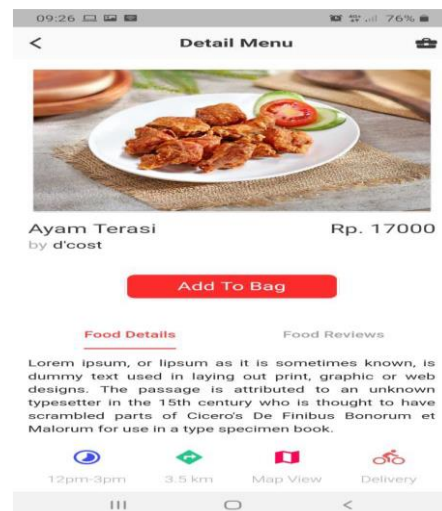 09:26 76%
Detail Menu
Ayam Terasi Rp. 17000
by d'cost
Add To Bag
Food Details Food Reviews
Lorem ipsum, or lipsum as it is sometimes known, is
dummy text used in laying out print, graphic or web
designs. The passage is attributed to an unknown
typesetter in the 15th century who is thought to have
scrambled parts of Cicero's De Finibus Bonorum et
Malorum for use in a type specimen book.
12pm-3pm 3.5 km Map View Delivery